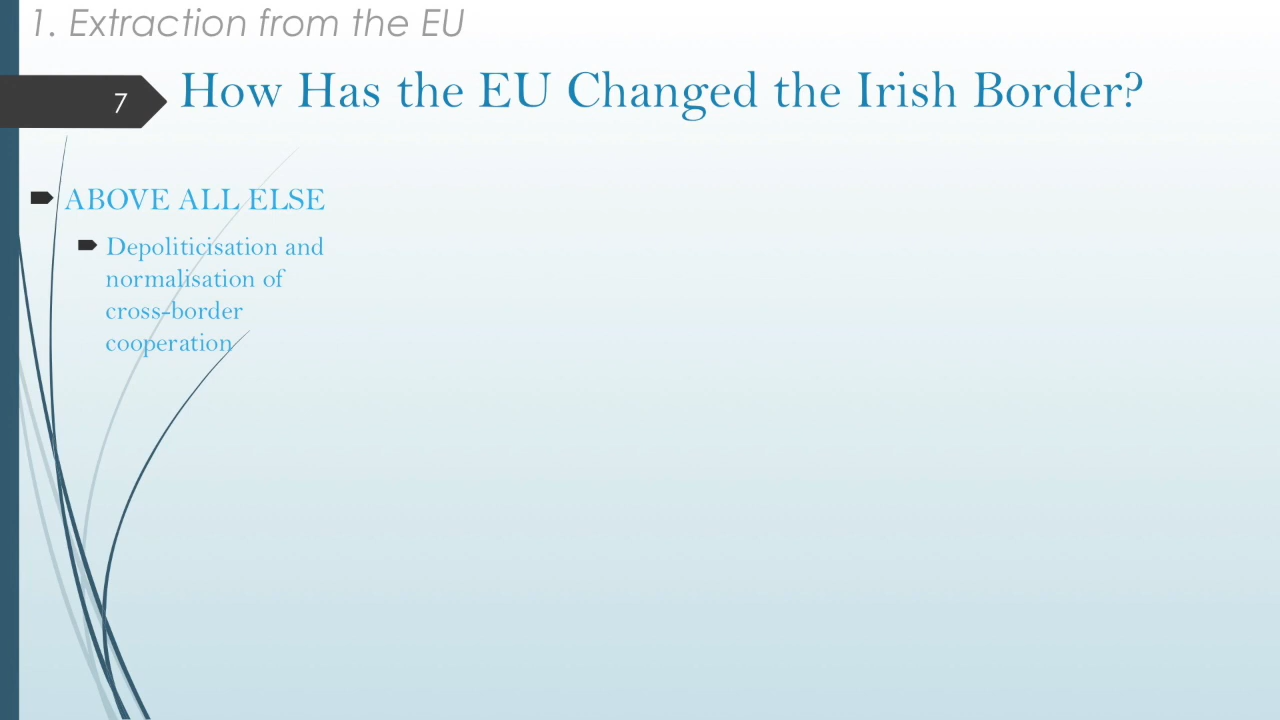 1. Extraction from the EU
7
How Has the EU Changed the Irish Border?
ABOVE ALL ELSE
Depoliticisation and
normalisation of
cross-border
cooperation